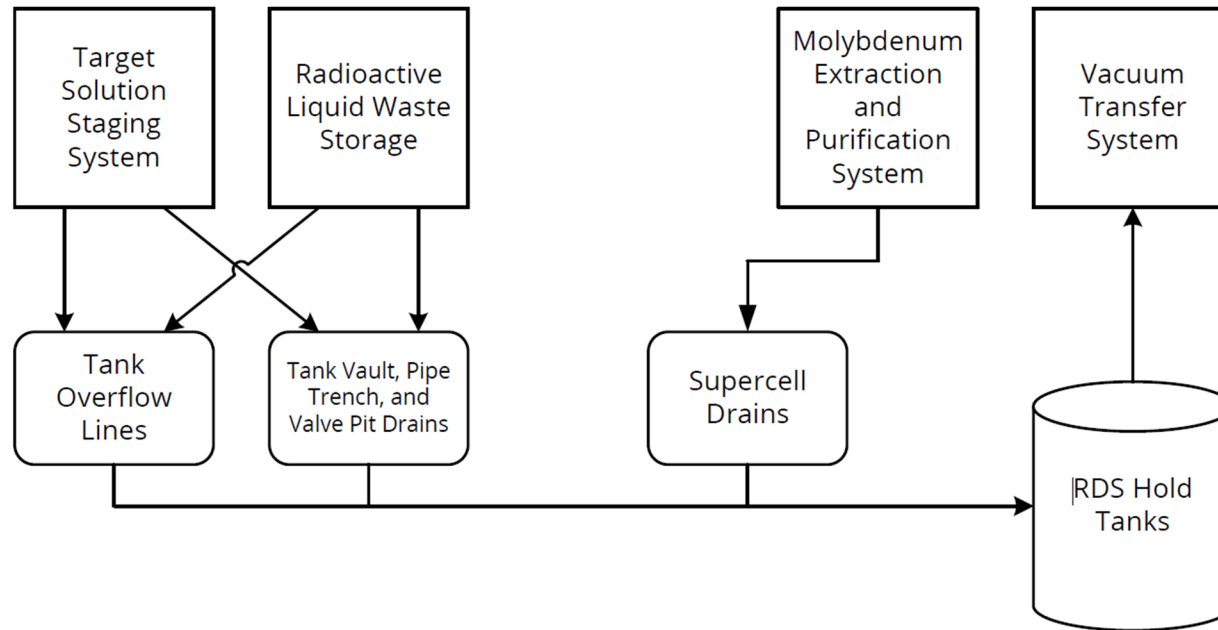 Target
Solution
Staging
System
Radioactive
Liquid Waste
Storage
Molybdenum
Extraction
and
Purification
System
Vacuum
Transfer
System
Tank
Overflow
Lines
Tank Vault, Pipe
Trench, and
Valve Pit Drains
Supercell
Drains
RDS Hold
Tanks